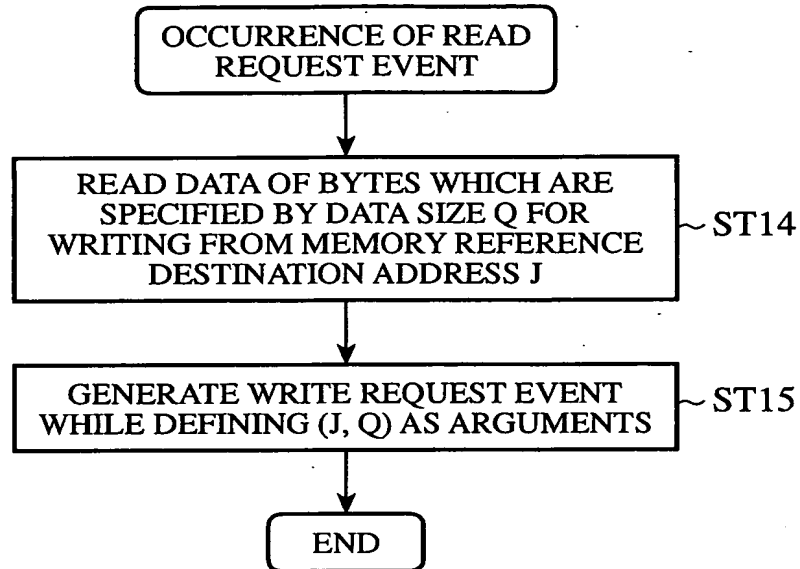 OCCURRENCE OF READ
REQUEST EVENT
READ DATA OF BYTES WHICH ARE
SPECIFIED BY DATA SIZE Q FOR
WRITING FROM MEMORY REFERENCE
DESTINATION ADDRESS J
~ ST14
GENERATE WRITE REQUEST EVENT
WHILE DEFINING (J, Q) AS ARGUMENTS
~ ST15
END